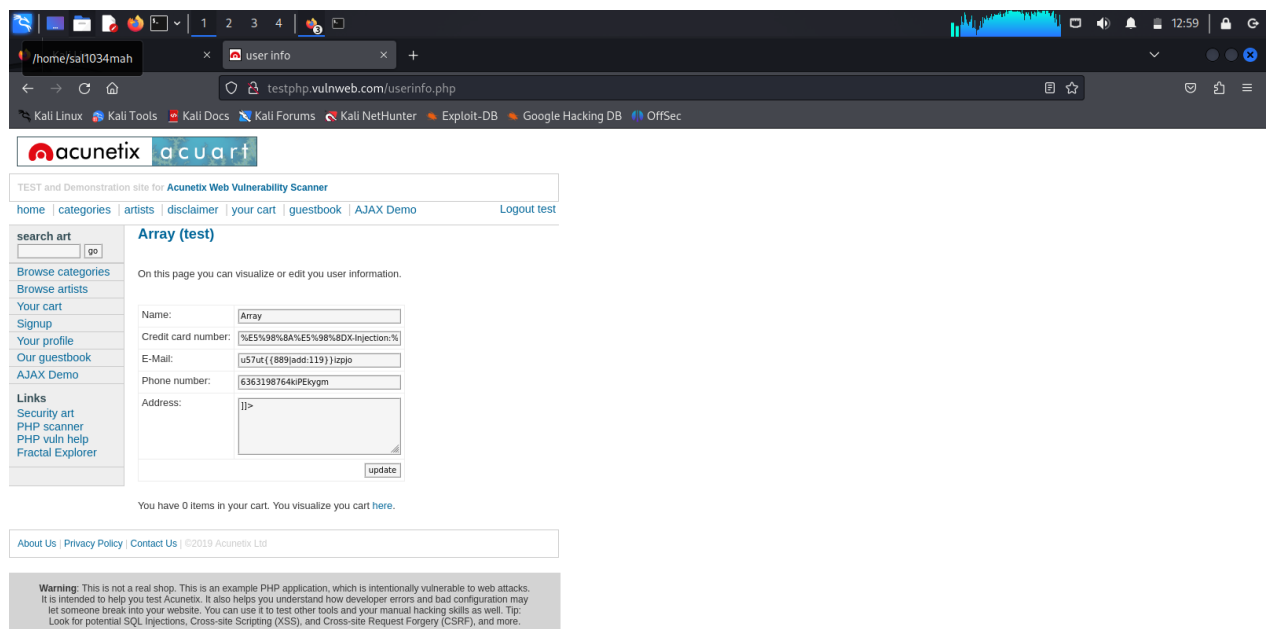 1 2 3 4 3 12:59
/home/sal1034mah
user info
testphp.vulnweb.com/userinfo.php
Kali Linux Kali Tools Kali Docs Kali Forums Kali NetHunter Exploit-DB Google Hacking DB OffSec
acunetix acuart
TEST and Demonstration site for Acunetix Web Vulnerability Scanner
home | categories | artists | disclaimer | your cart | guestbook | AJAX Demo Logout test
search art
go
Browse categories
Browse artists
Your cart
Signup
Your profile
Our guestbook
AJAX Demo
Links
Security art
PHP scanner
PHP vuln help
Fractal Explorer
Array (test)
On this page you can visualize or edit you user information.
Name: Array
Credit card number: %E5%98%8A%E5%98%8DX-Injection:%
E-Mail: u57ut{{889|add:119}}izpjo
Phone number: 6363198764kiPEkygm
Address: ]]>
update
You have 0 items in your cart. You visualize you cart here.
About Us | Privacy Policy | Contact Us | ©2019 Acunetix Ltd
Warning: This is not a real shop. This is an example PHP application, which is intentionally vulnerable to web attacks.
It is intended to help you test Acunetix. It also helps you understand how developer errors and bad configuration may
let someone break into your website. You can use it to test other tools and your manual hacking skills as well. Tip:
Look for potential SQL Injections, Cross-site Scripting (XSS), and Cross-site Request Forgery (CSRF), and more.